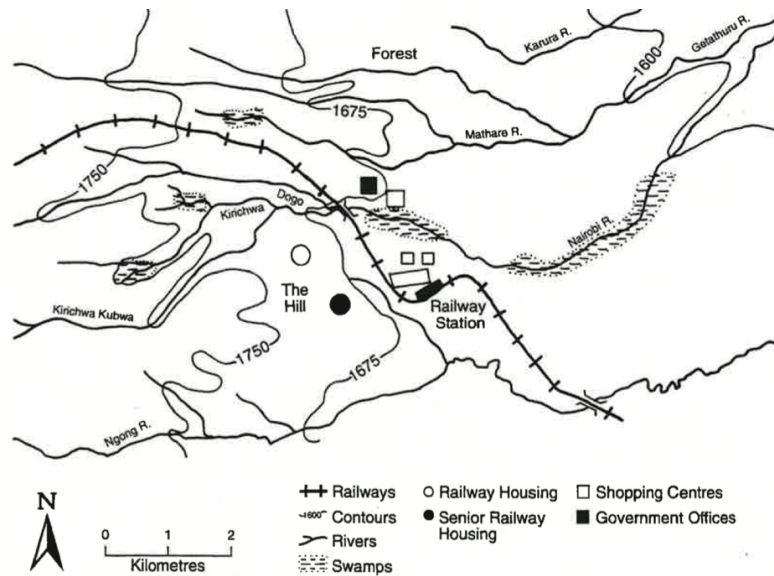 Forest
Karura R.
Getathuru R.
1600
1675
Mathare R.
1750
Dogo
Kirichwa
Nairobi R.
The
Hill
Railway
Station
Kirichwa Kubwa
1750
1675
Ngong R.
N
0 1 2
Kilometres
Railways
1600 Contours
Rivers
Swamps
Railway Housing
Senior Railway
Housing
Shopping Centres
Government Offices